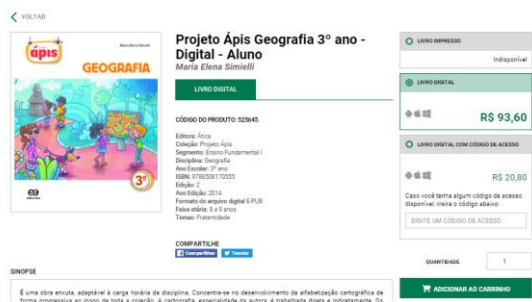 VOLTAR
ápis
Maria Elena Simielli
GEOGRAFIA
3º
Projeto Ápis Geografia 3º ano -
Digital - Aluno
Maria Elena Simielli
LIVRO DIGITAL
CÓDIGO DO PRODUTO: 525645
Editora: Ática
Coleção: Projeto Ápis
Segmento: Ensino Fundamental I
Disciplina: Geografia
Ano Escolar: 3º ano
ISBN: 9788508170555
Edição: 2
Ano Edição: 2014
Formato do arquivo digital E-PUB
Faixa etária: 8 a 9 anos
Temas: Fraternidade
COMPARTILHE
Compartilhar
Tweetar
LIVRO IMPRESSO
Indisponível
LIVRO DIGITAL
R$ 93,60
LIVRO DIGITAL COM CÓDIGO DE ACESSO
R$ 20,80
Caso você tenha algum código de acesso
disponível, insira o código abaixo:
DIGITE UM CÓDIGO DE ACESSO
QUANTIDADE 1
ADICIONAR AO CARRINHO
SINOPSE
É uma obra enxuta, adaptável à carga horária da disciplina. Concentra-se no desenvolvimento da alfabetização cartográfica de
forma progressiva ao longo de toda a coleção. A cartografia, especialidade da autora, é trabalhada direta e indiretamente. Os